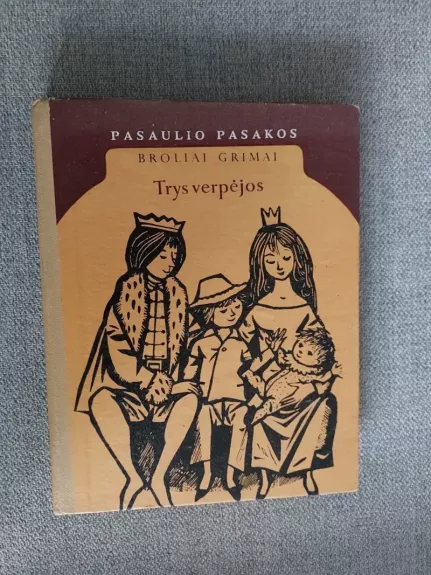 PASAULIO PASAKOS
BROLIAI GRIMAI
Trys verpėjos